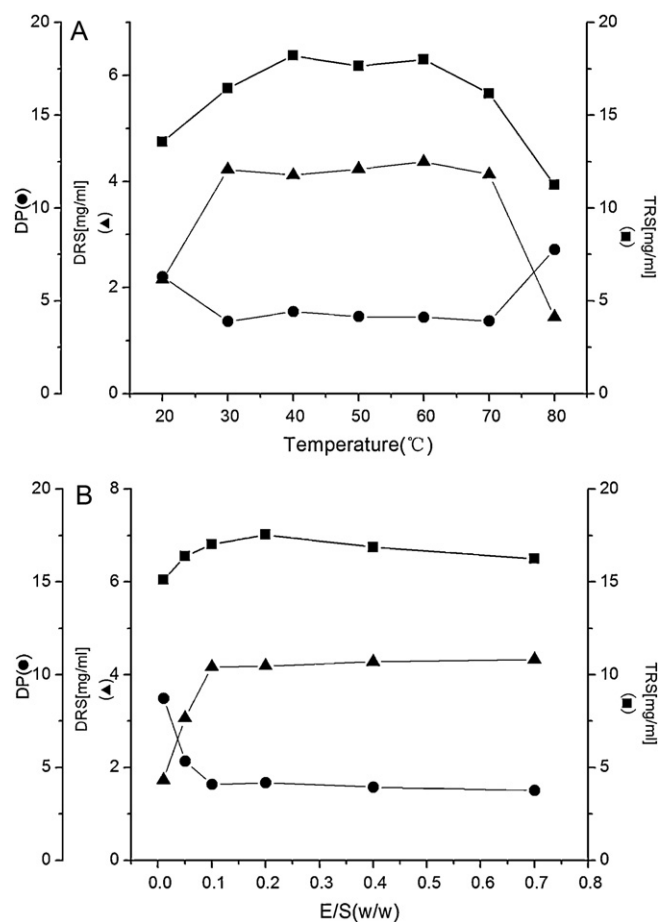 A
20
15
10
5
0
DP(●)
6
4
2
0
DRS[mg/ml]
(▲)
20
15
10
5
0
TRS[mg/ml]
(■)
20 30 40 50 60 70 80
Temperature(℃)
B
20
15
10
5
0
DP(●)
8
6
4
2
0
DRS[mg/ml]
(▲)
20
15
10
5
0
TRS[mg/ml]
(■)
0.0 0.1 0.2 0.3 0.4 0.5 0.6 0.7 0.8
E/S(w/w)